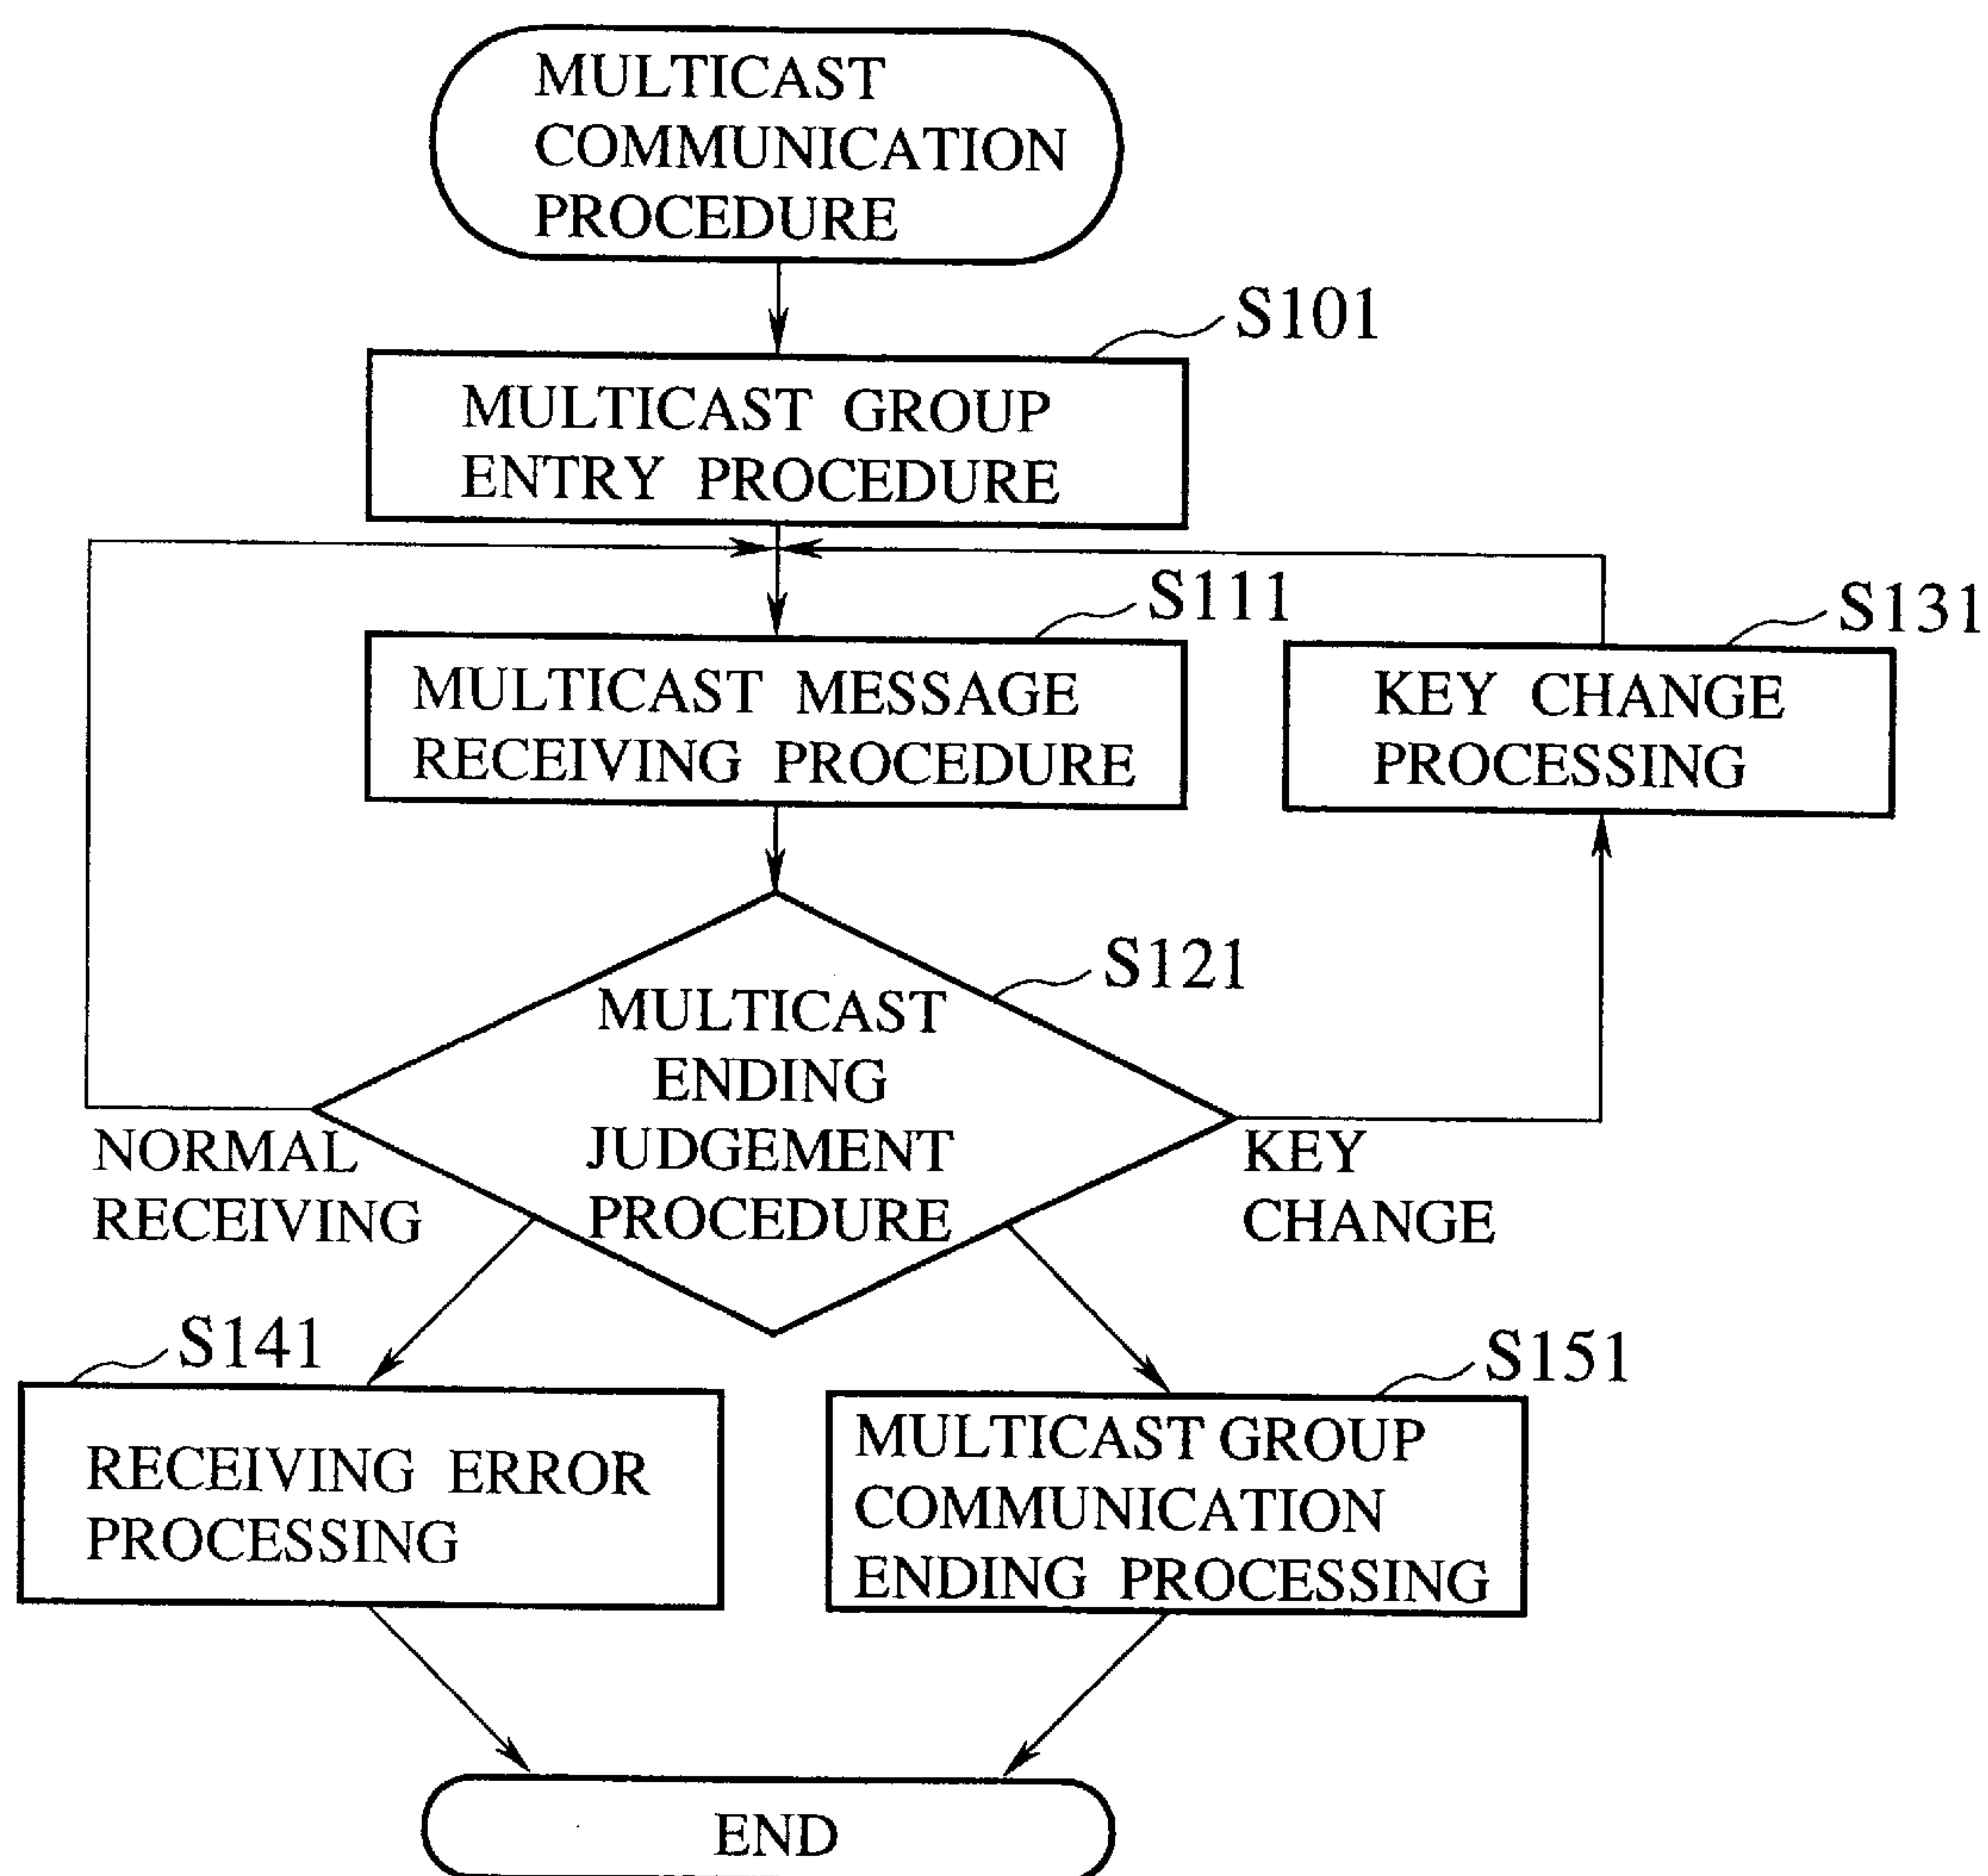 MULTICAST
COMMUNICATION
PROCEDURE
S101
MULTICAST GROUP
ENTRY PROCEDURE
S111
MULTICAST MESSAGE
RECEIVING PROCEDURE
S131
KEY CHANGE
PROCESSING
S121
MULTICAST
ENDING
JUDGEMENT
PROCEDURE
NORMAL
RECEIVING
KEY
CHANGE
S141
RECEIVING ERROR
PROCESSING
S151
MULTICAST GROUP
COMMUNICATION
ENDING PROCESSING
END